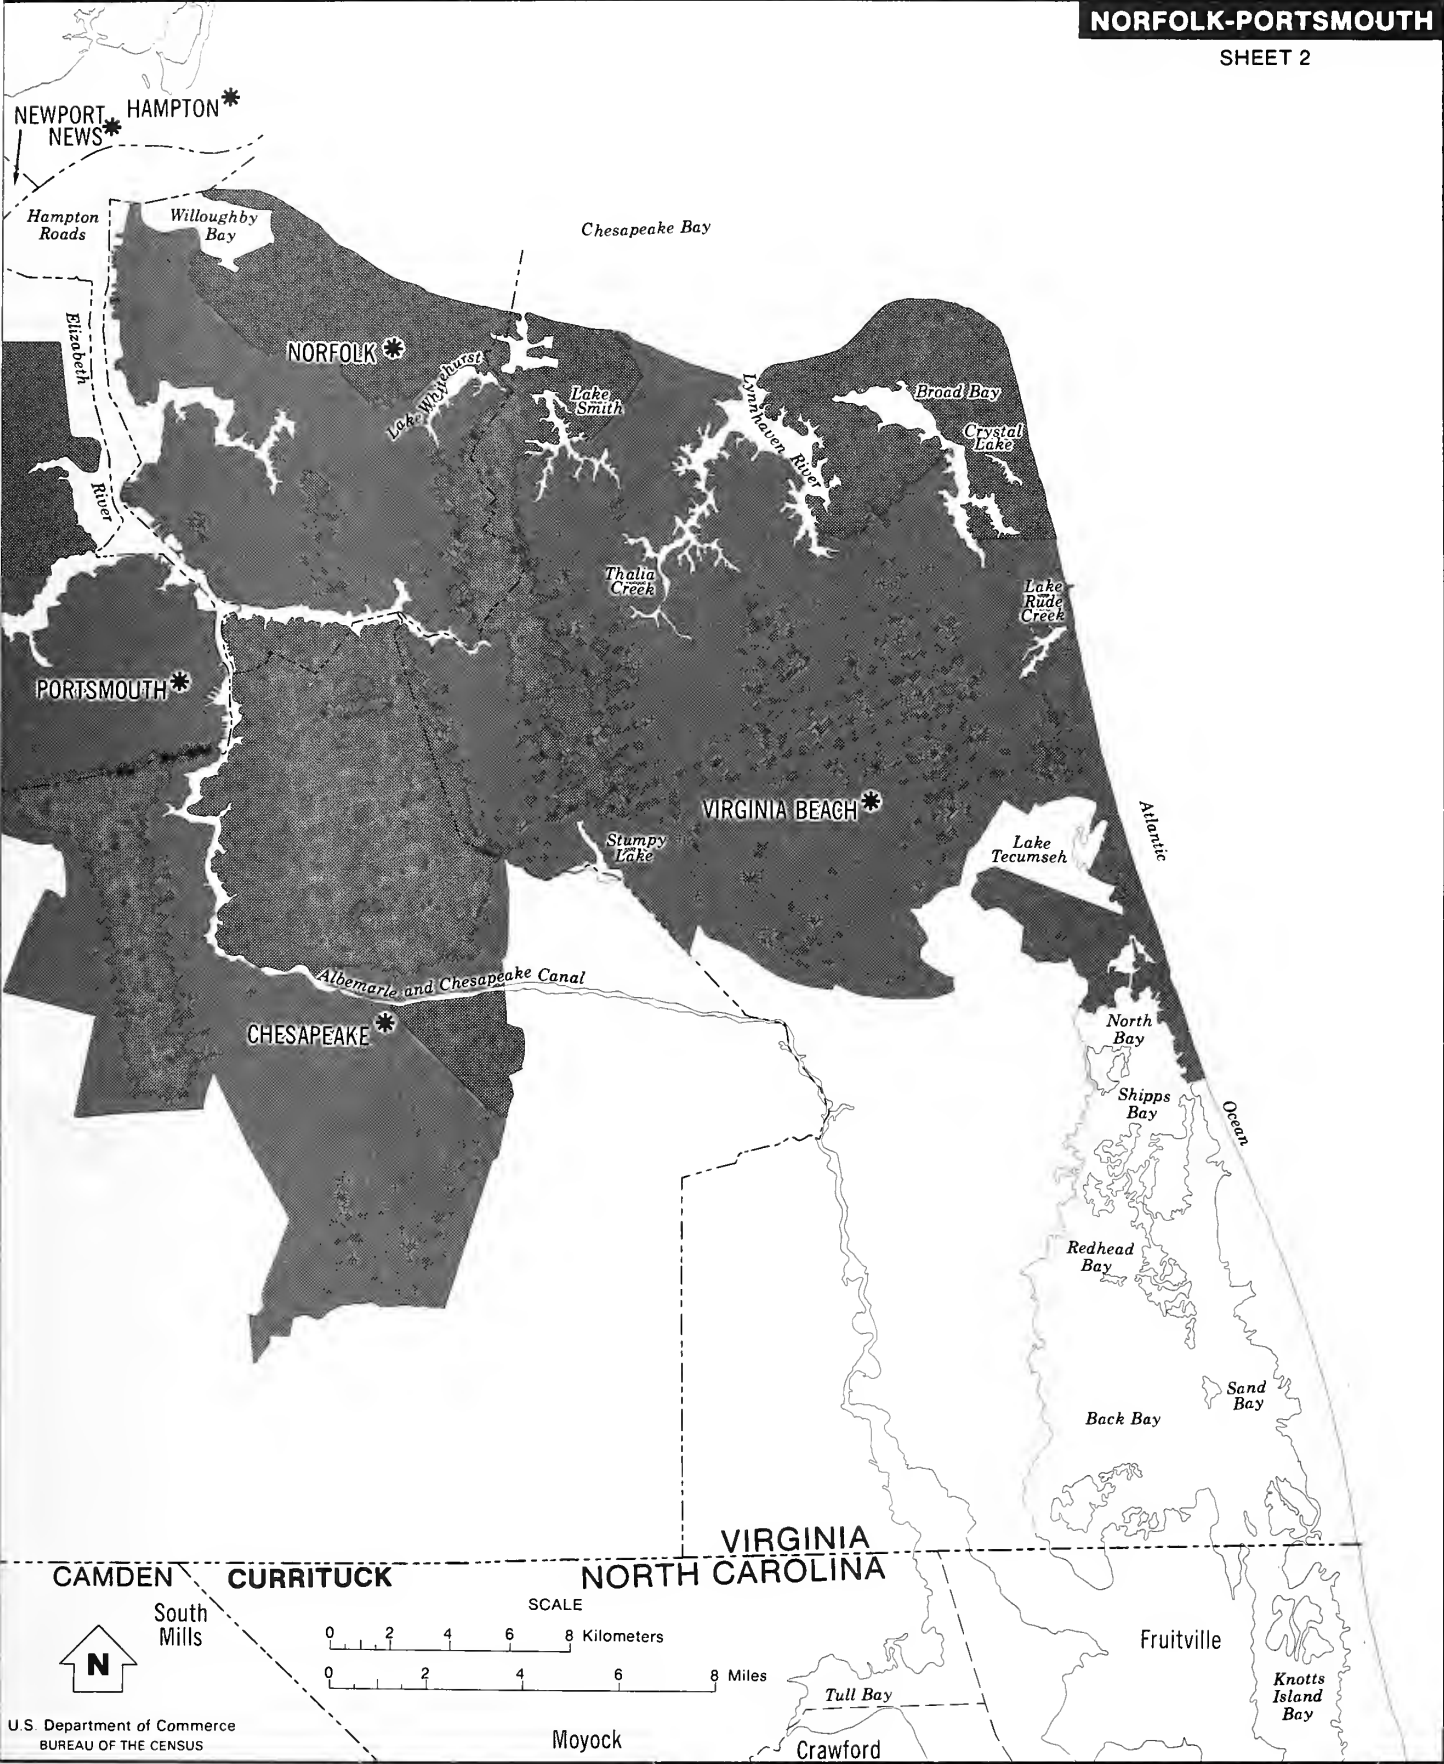 NORFOLK-PORTSMOUTH
SHEET 2
HAMPTON
NEWPORT
NEWS
Hampton
Roads
Willoughby
Bay
Chesapeake Bay
Elizabeth
River
NORFOLK
Lake Whitehurst
Lake
Smith
Lynnhaven River
Broad Bay
Crystal
Lake
Thalia
Creek
Lake
Rude
Creek
PORTSMOUTH
VIRGINIA BEACH
Stumpy
Lake
Lake
Tecumseh
Atlantic
Ocean
Albemarle and Chesapeake Canal
CHESAPEAKE
North
Bay
Shipps
Bay
Redhead
Bay
Sand
Bay
Back Bay
VIRGINIA
NORTH CAROLINA
CAMDEN
CURRITUCK
South
Mills
SCALE
0 2 4 6 8 Kilometers
0 2 4 6 8 Miles
N
Fruitville
Knotts
Island
Bay
Tull Bay
Moyock
Crawford
U.S. Department of Commerce
BUREAU OF THE CENSUS